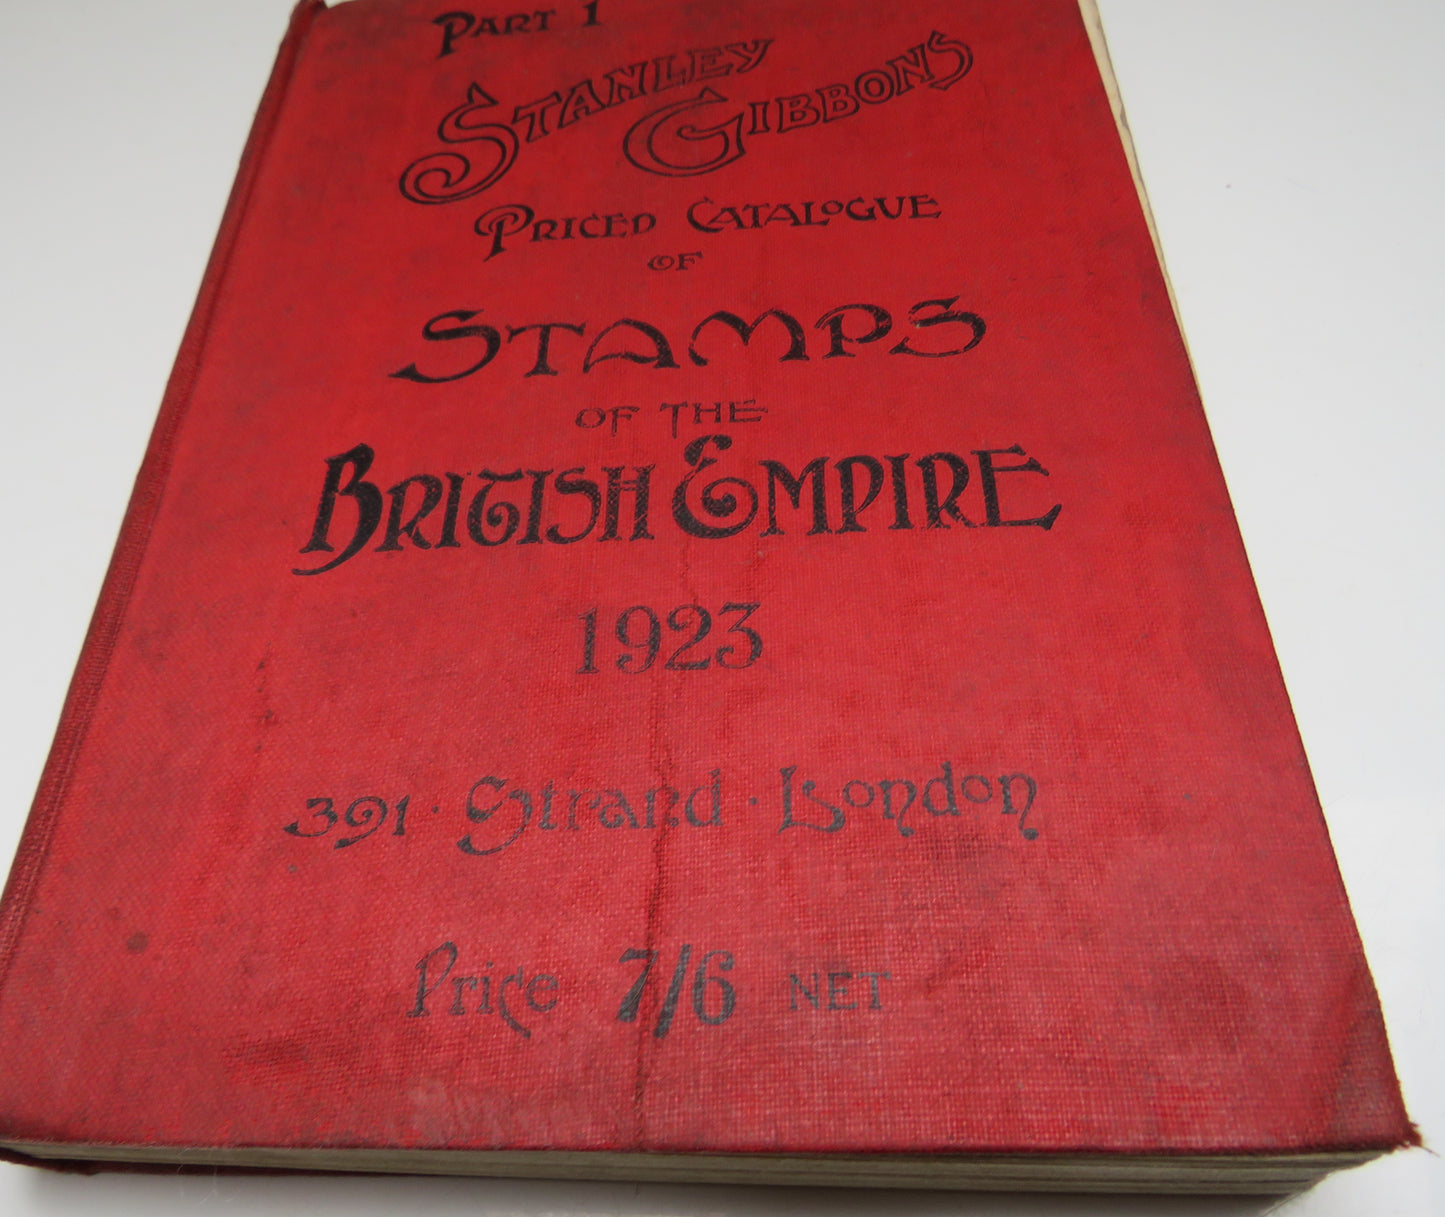 PART 1
STANLEY
GIBBONS
PRICED CATALOGUE
OF
STAMPS
OF THE
BRITISH EMPIRE
1923
391 · Strand · London
Price 7/6 NET